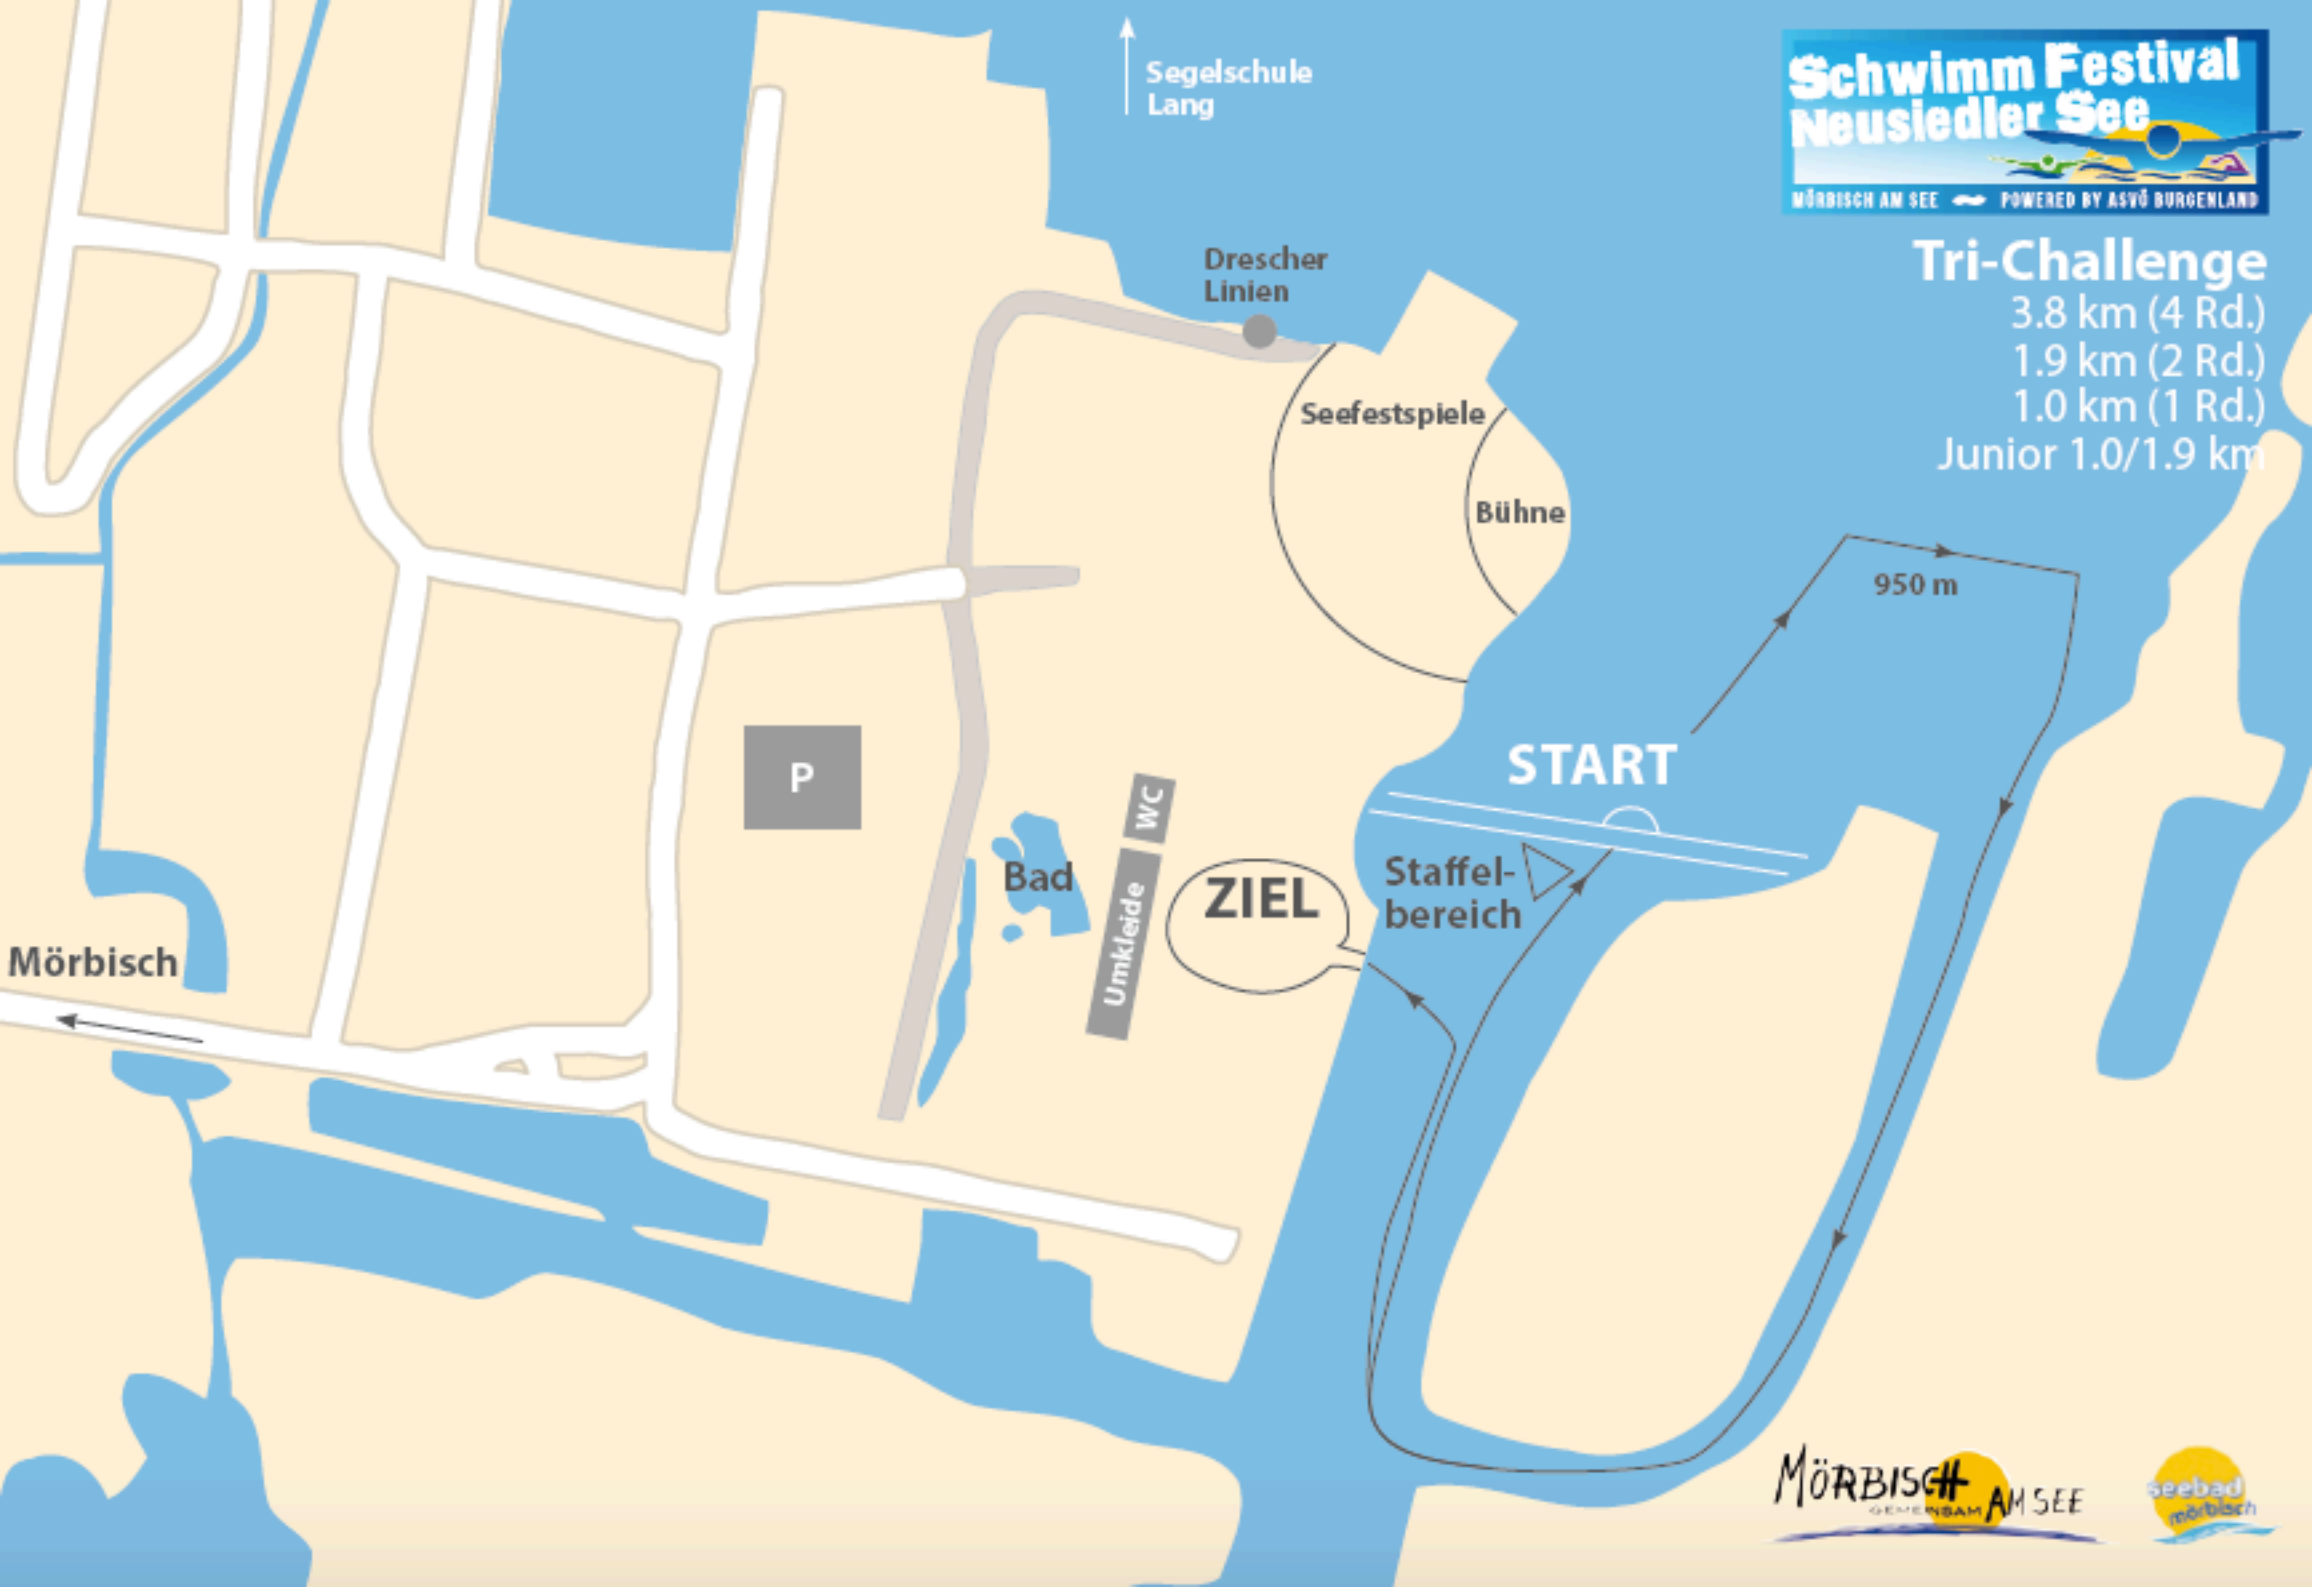 Segelschule
Lang
Schwimm Festival
Neusiedler See
MÖRBISCH AM SEE POWERED BY ASVÖ BURGENLAND
Tri-Challenge
3.8 km (4 Rd.)
1.9 km (2 Rd.)
1.0 km (1 Rd.)
Junior 1.0/1.9 km
Drescher
Linien
Seefestspiele
Bühne
950 m
START
P
WC
Bad
Umkleide
ZIEL
Staffel-
bereich
Mörbisch
MÖRBISCH
GEMEINSAM AM SEE
seebad
mörbisch